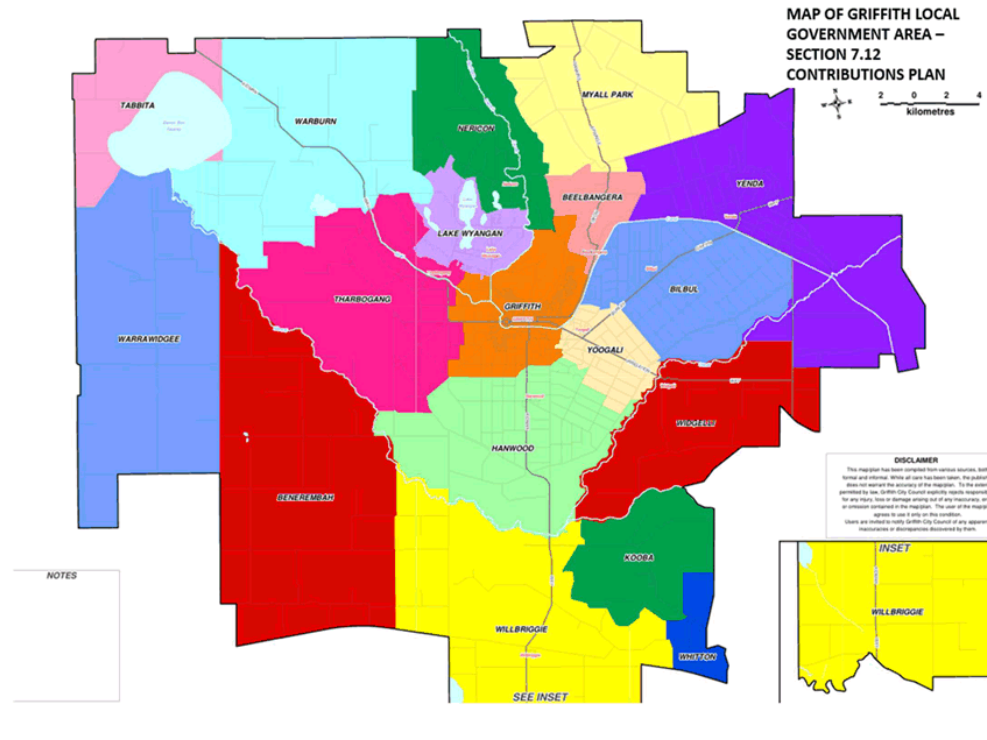 MAP OF GRIFFITH LOCAL
GOVERNMENT AREA –
SECTION 7.12
CONTRIBUTIONS PLAN
2 0 2 4
kilometres
TABBITA
WARBURN
NERICON
MYALL PARK
YENDA
BEELBANGERA
LAKE WYANGAN
THARBOGANG
GRIFFITH
BILBUL
WARRAWIDGEE
YOOGALI
WIDGELLI
HANWOOD
BENEREMBAH
KOOBA
WILLBRIGGIE
WHITTON
SEE INSET
NOTES
DISCLAIMER
This map/plan has been compiled from various sources, both
formal and informal. While all care has been taken, the publish
does not warrant the accuracy of the map/plan. To the exten
permitted by law, Griffith City Council explicitly rejects responsib
for any injury, loss or damage arising out of any inaccuracy, err
or omission contained in the map/plan. The user of the map/pl
agrees to use it only on this condition.
Users are invited to notify Griffith City Council of any apparen
inaccuracies or discrepancies discovered by them.
INSET
WILLBRIGGIE